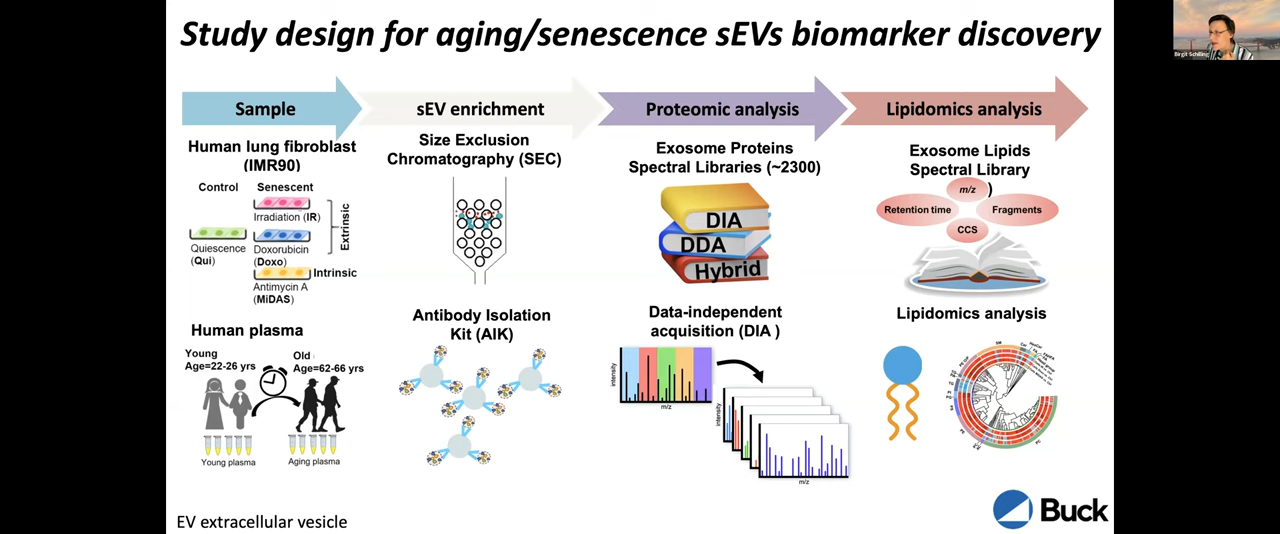 Study design for aging/senescence sEVs biomarker discovery
Birgit Schilling
Sample
sEV enrichment
Proteomic analysis
Lipidomics analysis
Human lung fibroblast
(IMR90)
Control
Senescent
Irradiation (IR)
Extrinsic
Quiescence
(Qui)
Doxorubicin
(Doxo)
Intrinsic
Antimycin A
(MiDAS)
Human plasma
Young
Age=22-26 yrs
Old
Age=62-66 yrs
Young plasma
Aging plasma
Size Exclusion
Chromatography (SEC)
Antibody Isolation
Kit (AIK)
Exosome Proteins
Spectral Libraries (~2300)
DIA
DDA
Hybrid
Data-independent
acquisition (DIA )
intensity
m/z
intensity
m/z
Exosome Lipids
Spectral Library
)
m/z
Retention time
Fragments
CCS
Lipidomics analysis
EV extracellular vesicle
Buck